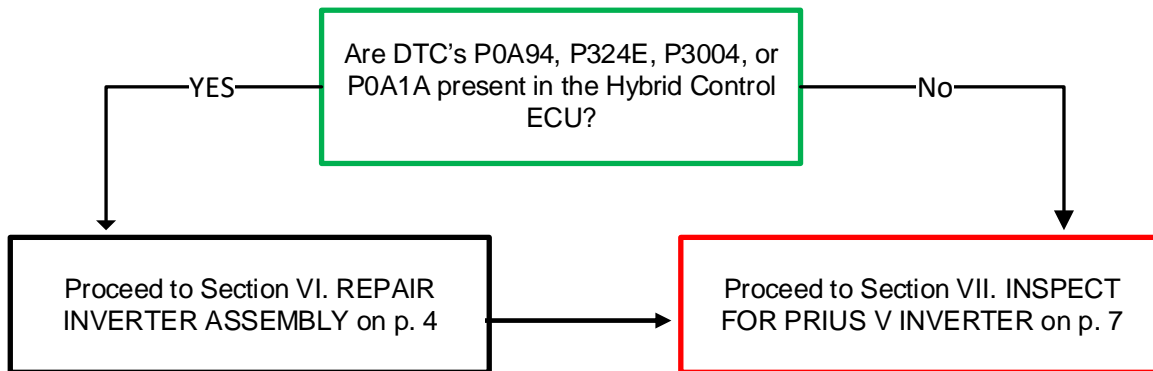 Are DTC’s P0A94, P324E, P3004, or
P0A1A present in the Hybrid Control
ECU?
YES
No
Proceed to Section VI. REPAIR
INVERTER ASSEMBLY on p. 4
Proceed to Section VII. INSPECT
FOR PRIUS V INVERTER on p. 7